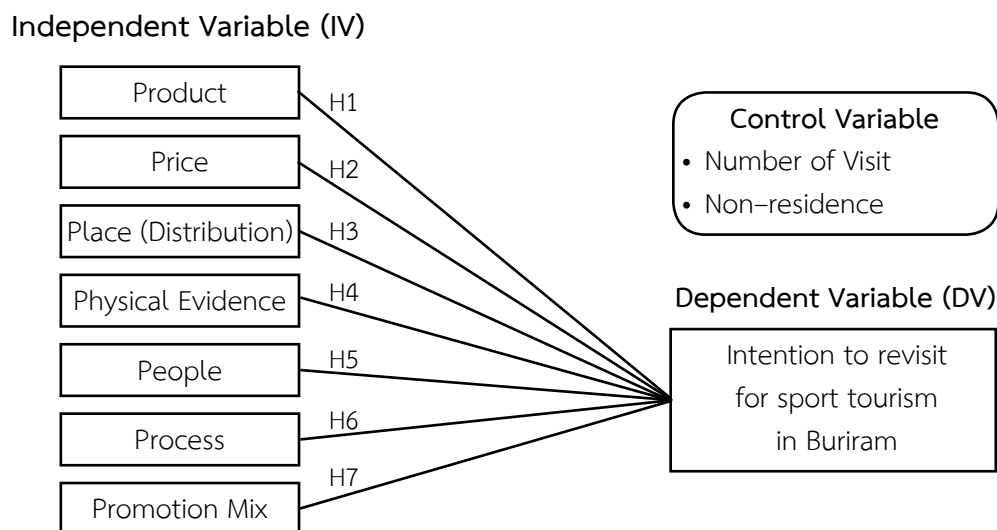 Independent Variable (IV)
Product
Price
Place (Distribution)
Physical Evidence
People
Process
Promotion Mix
H1
H2
H3
H4
H5
H6
H7
Control Variable
• Number of Visit
• Non–residence
Dependent Variable (DV)
Intention to revisit
for sport tourism
in Buriram